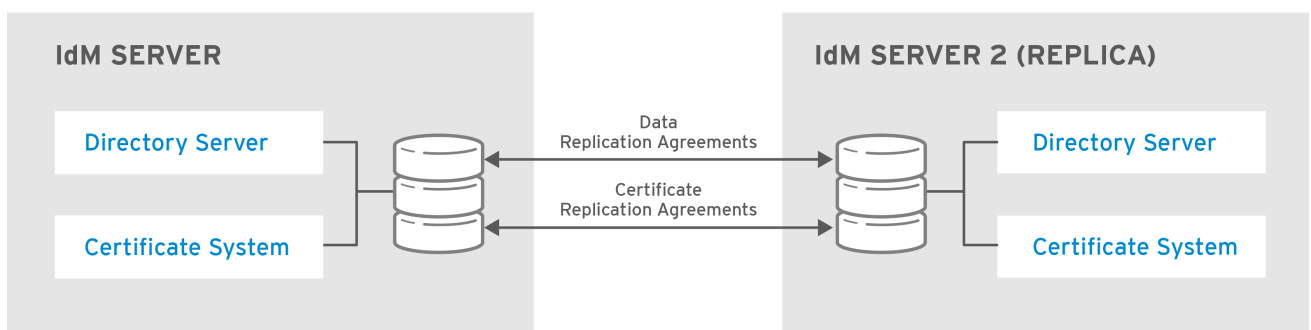 IdM SERVER
Directory Server
Certificate System
Data
Replication Agreements
Certificate
Replication Agreements
IdM SERVER 2 (REPLICA)
Directory Server
Certificate System